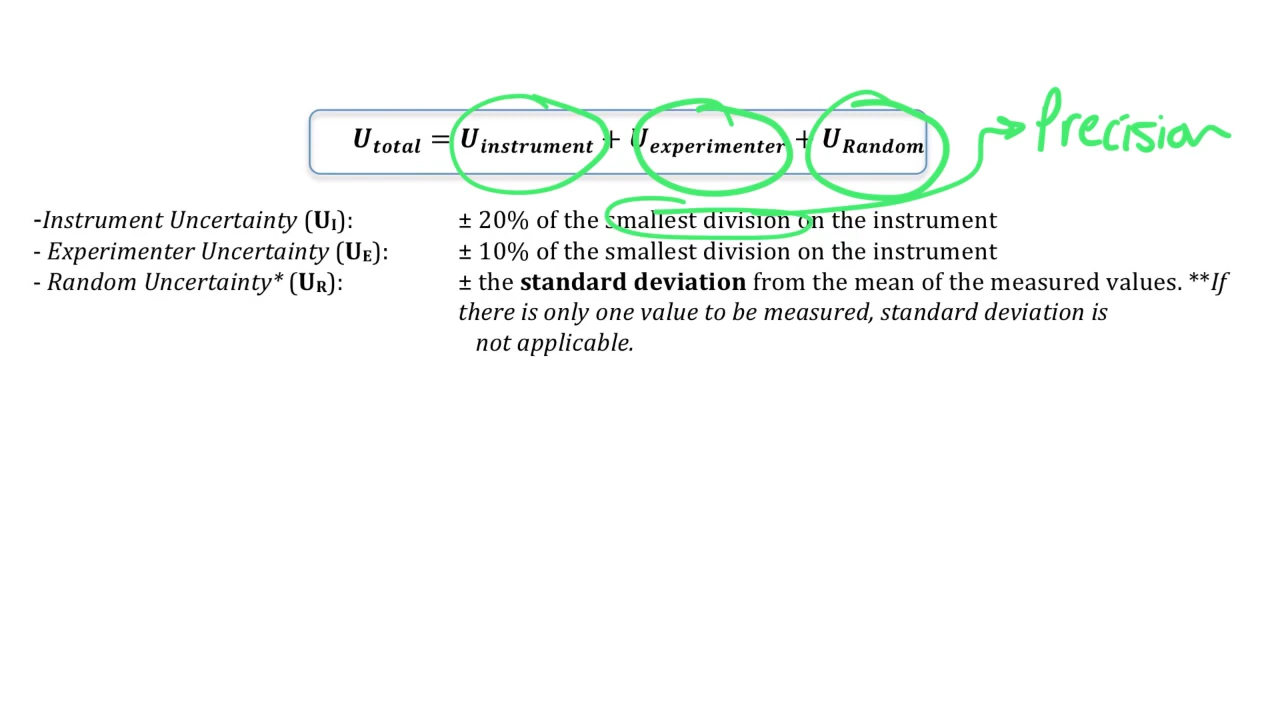 U_total = U_instrument + U_experimenter + U_Random
Precision
-Instrument Uncertainty (U_I): ± 20% of the smallest division on the instrument
- Experimenter Uncertainty (U_E): ± 10% of the smallest division on the instrument
- Random Uncertainty* (U_R): ± the standard deviation from the mean of the measured values. **If
there is only one value to be measured, standard deviation is
not applicable.